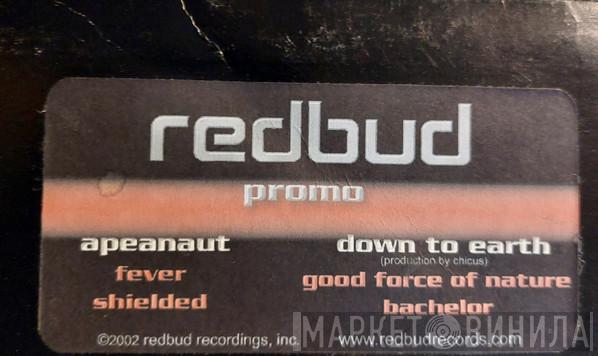 redbud
promo
apeanaut
fever
shielded
down to earth
(production by chicus)
good force of nature
bachelor
©2002 redbud recordings, inc.
www.redbudrecords.com
МАРКЕТ ВИНИЛА